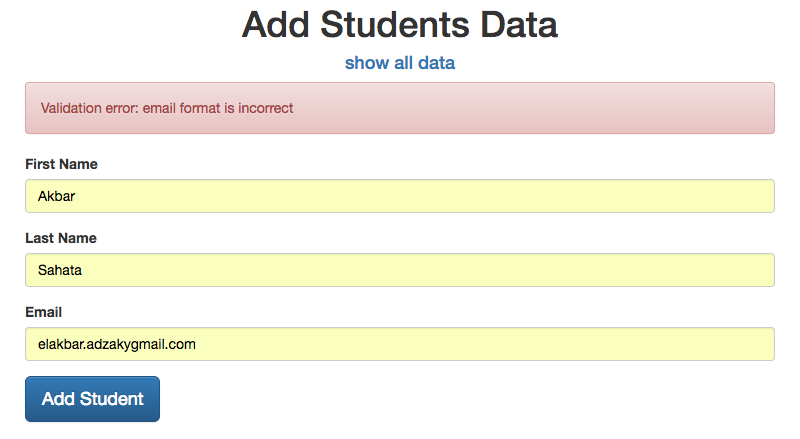 Add Students Data
show all data
Validation error: email format is incorrect
First Name
Akbar
Last Name
Sahata
Email
elakbar.adzakygmail.com
Add Student